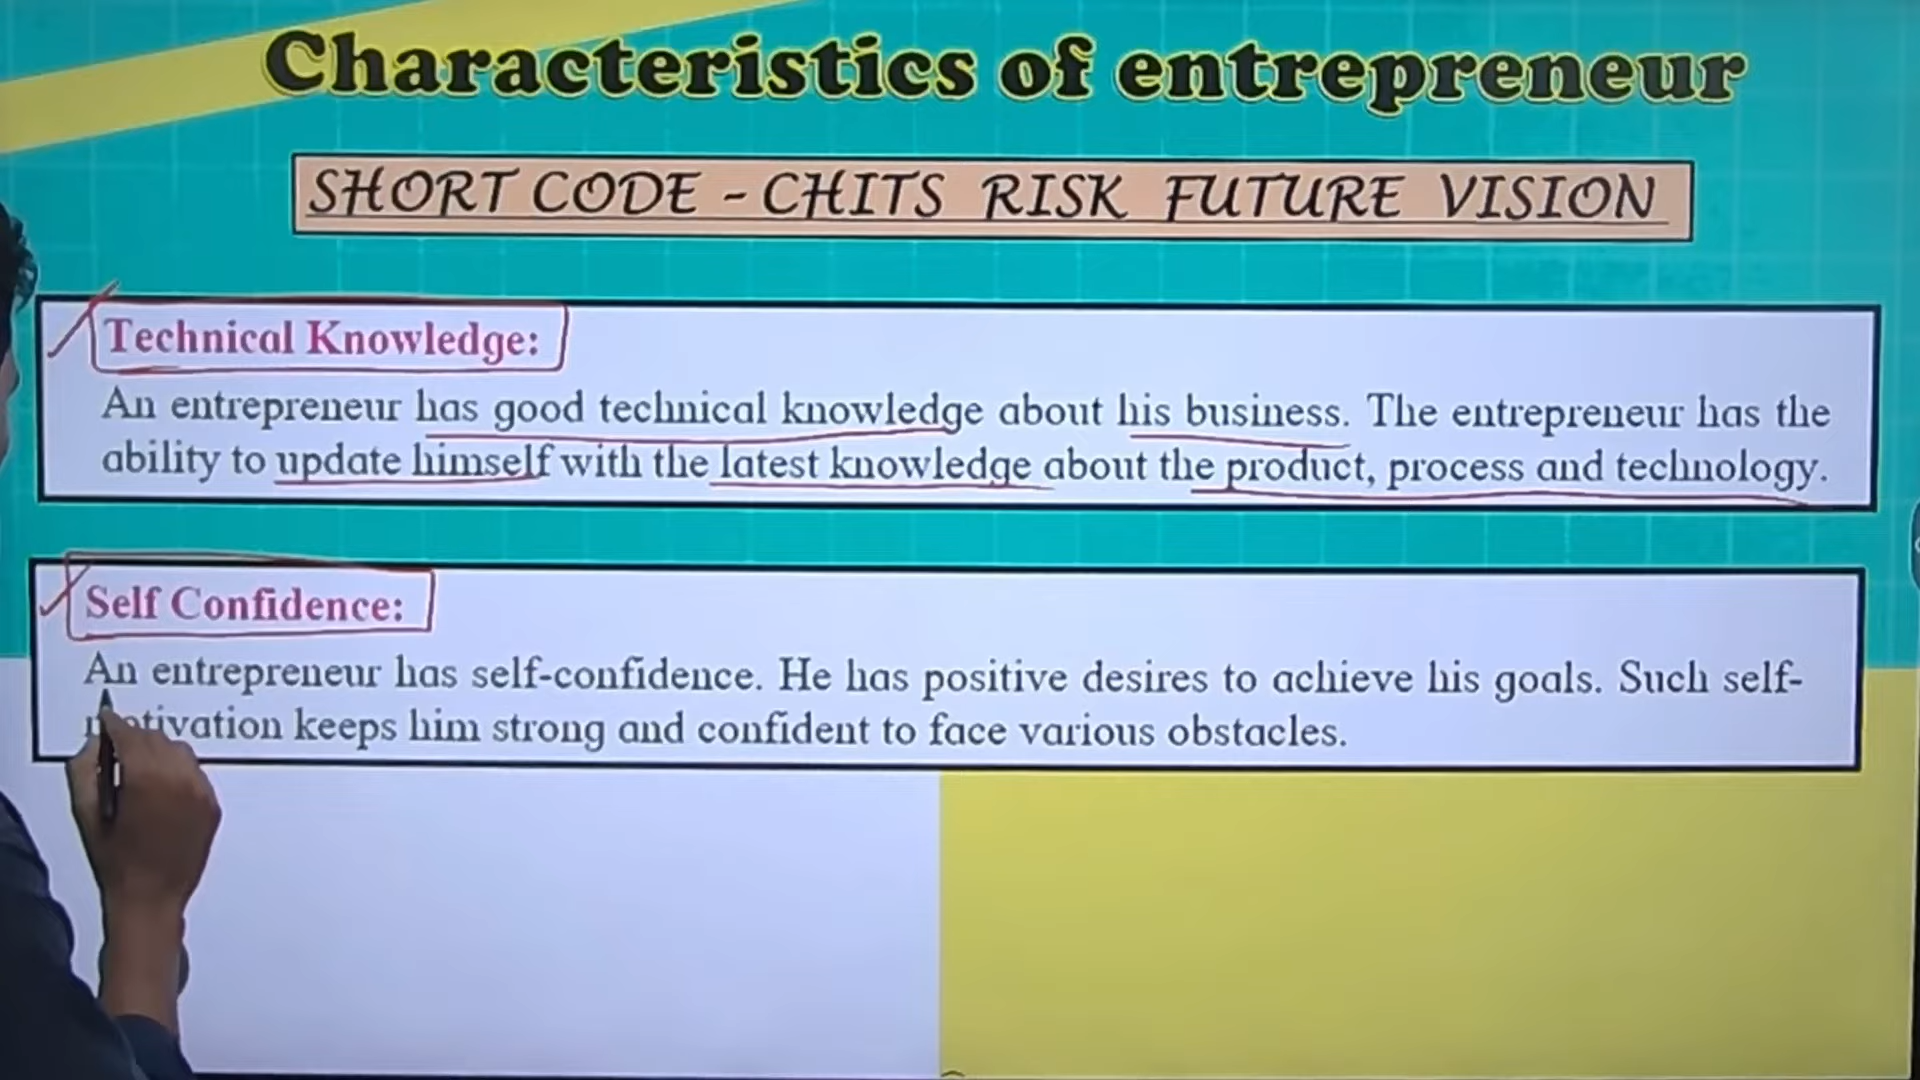 Characteristics of entrepreneur
SHORT CODE - CHITS RISK FUTURE VISION
Technical Knowledge:
An entrepreneur has good technical knowledge about his business. The entrepreneur has the
ability to update himself with the latest knowledge about the product, process and technology.
Self Confidence:
An entrepreneur has self-confidence. He has positive desires to achieve his goals. Such self-
motivation keeps him strong and confident to face various obstacles.